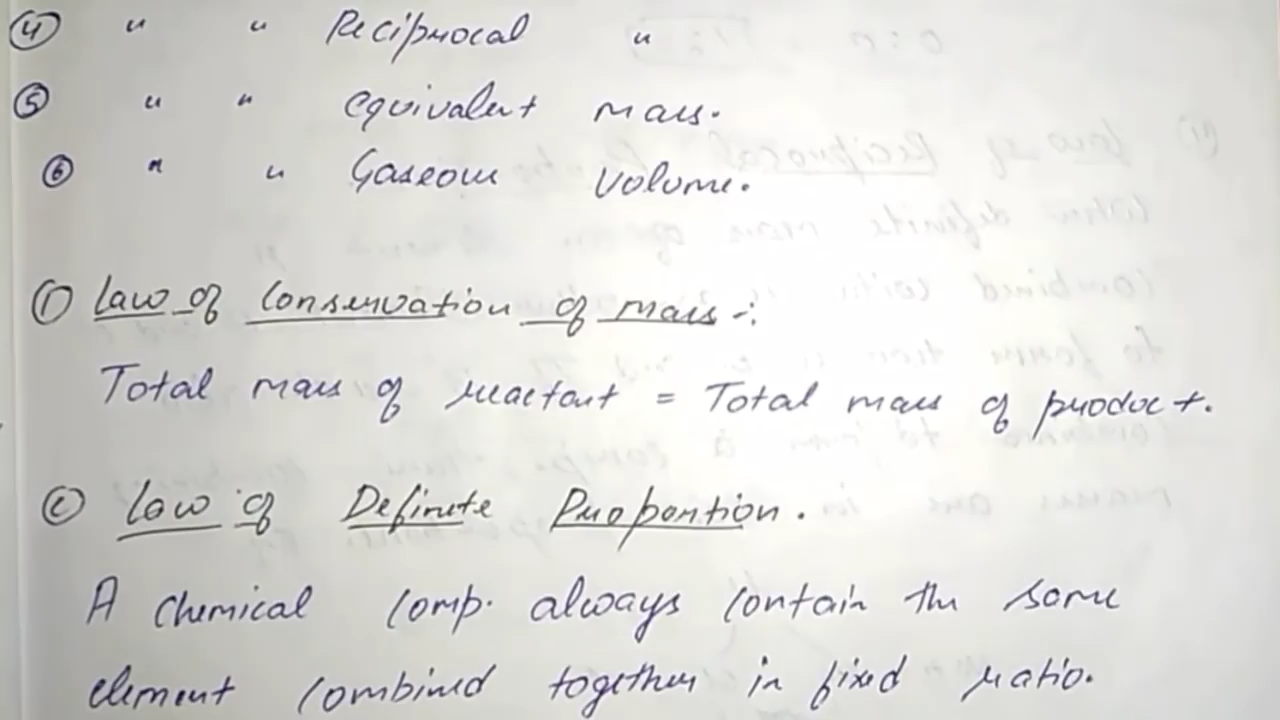 ④ " " Reciprocal "
⑤ " " equivalent mass.
⑥ " " Gaseous Volume.
① Law of Conservation of mass -:
Total mass of reactant = Total mass of product.
② Law of Definite Proportion.
A Chemical Comp. always Contain the same
element Combined together in fixed ratio.